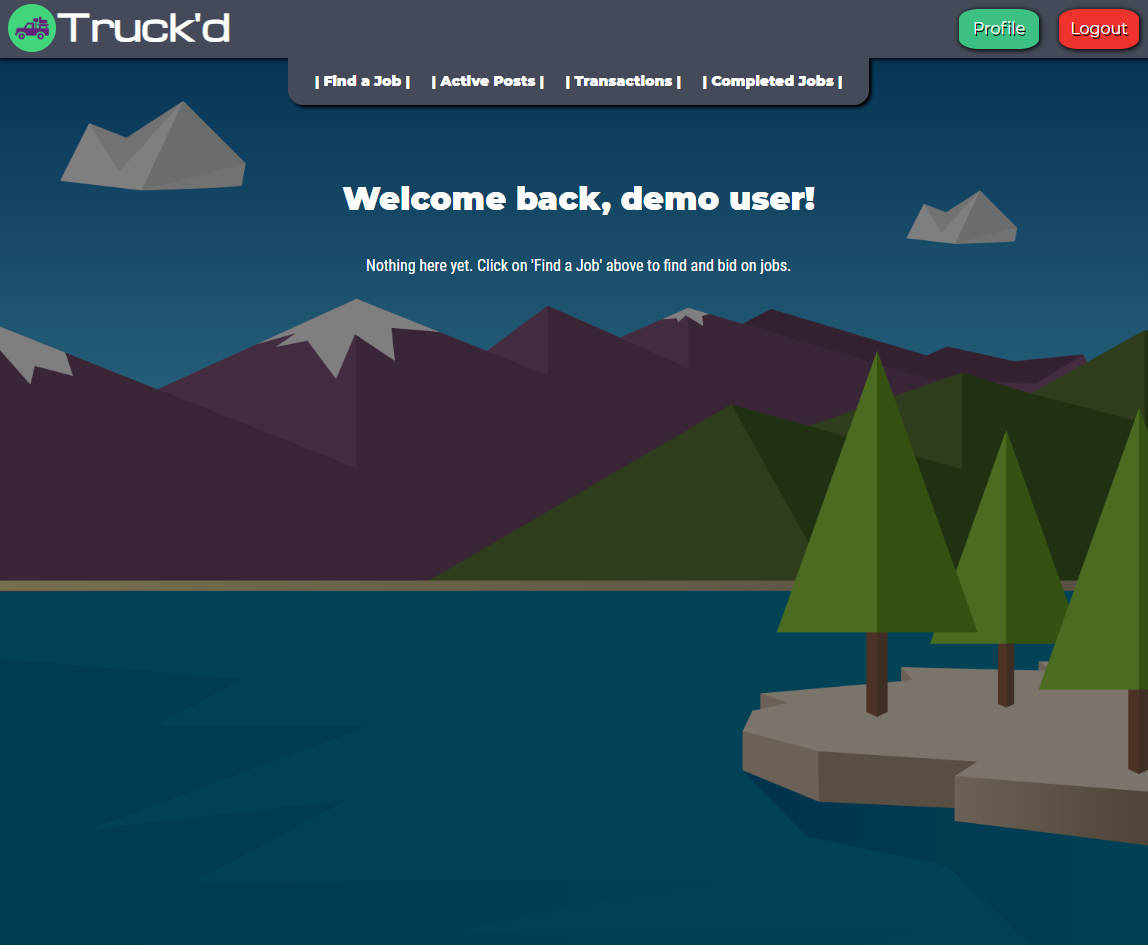 Truck'd
Profile
Logout
| Find a Job | | Active Posts | | Transactions | | Completed Jobs |
Welcome back, demo user!
Nothing here yet. Click on 'Find a Job' above to find and bid on jobs.